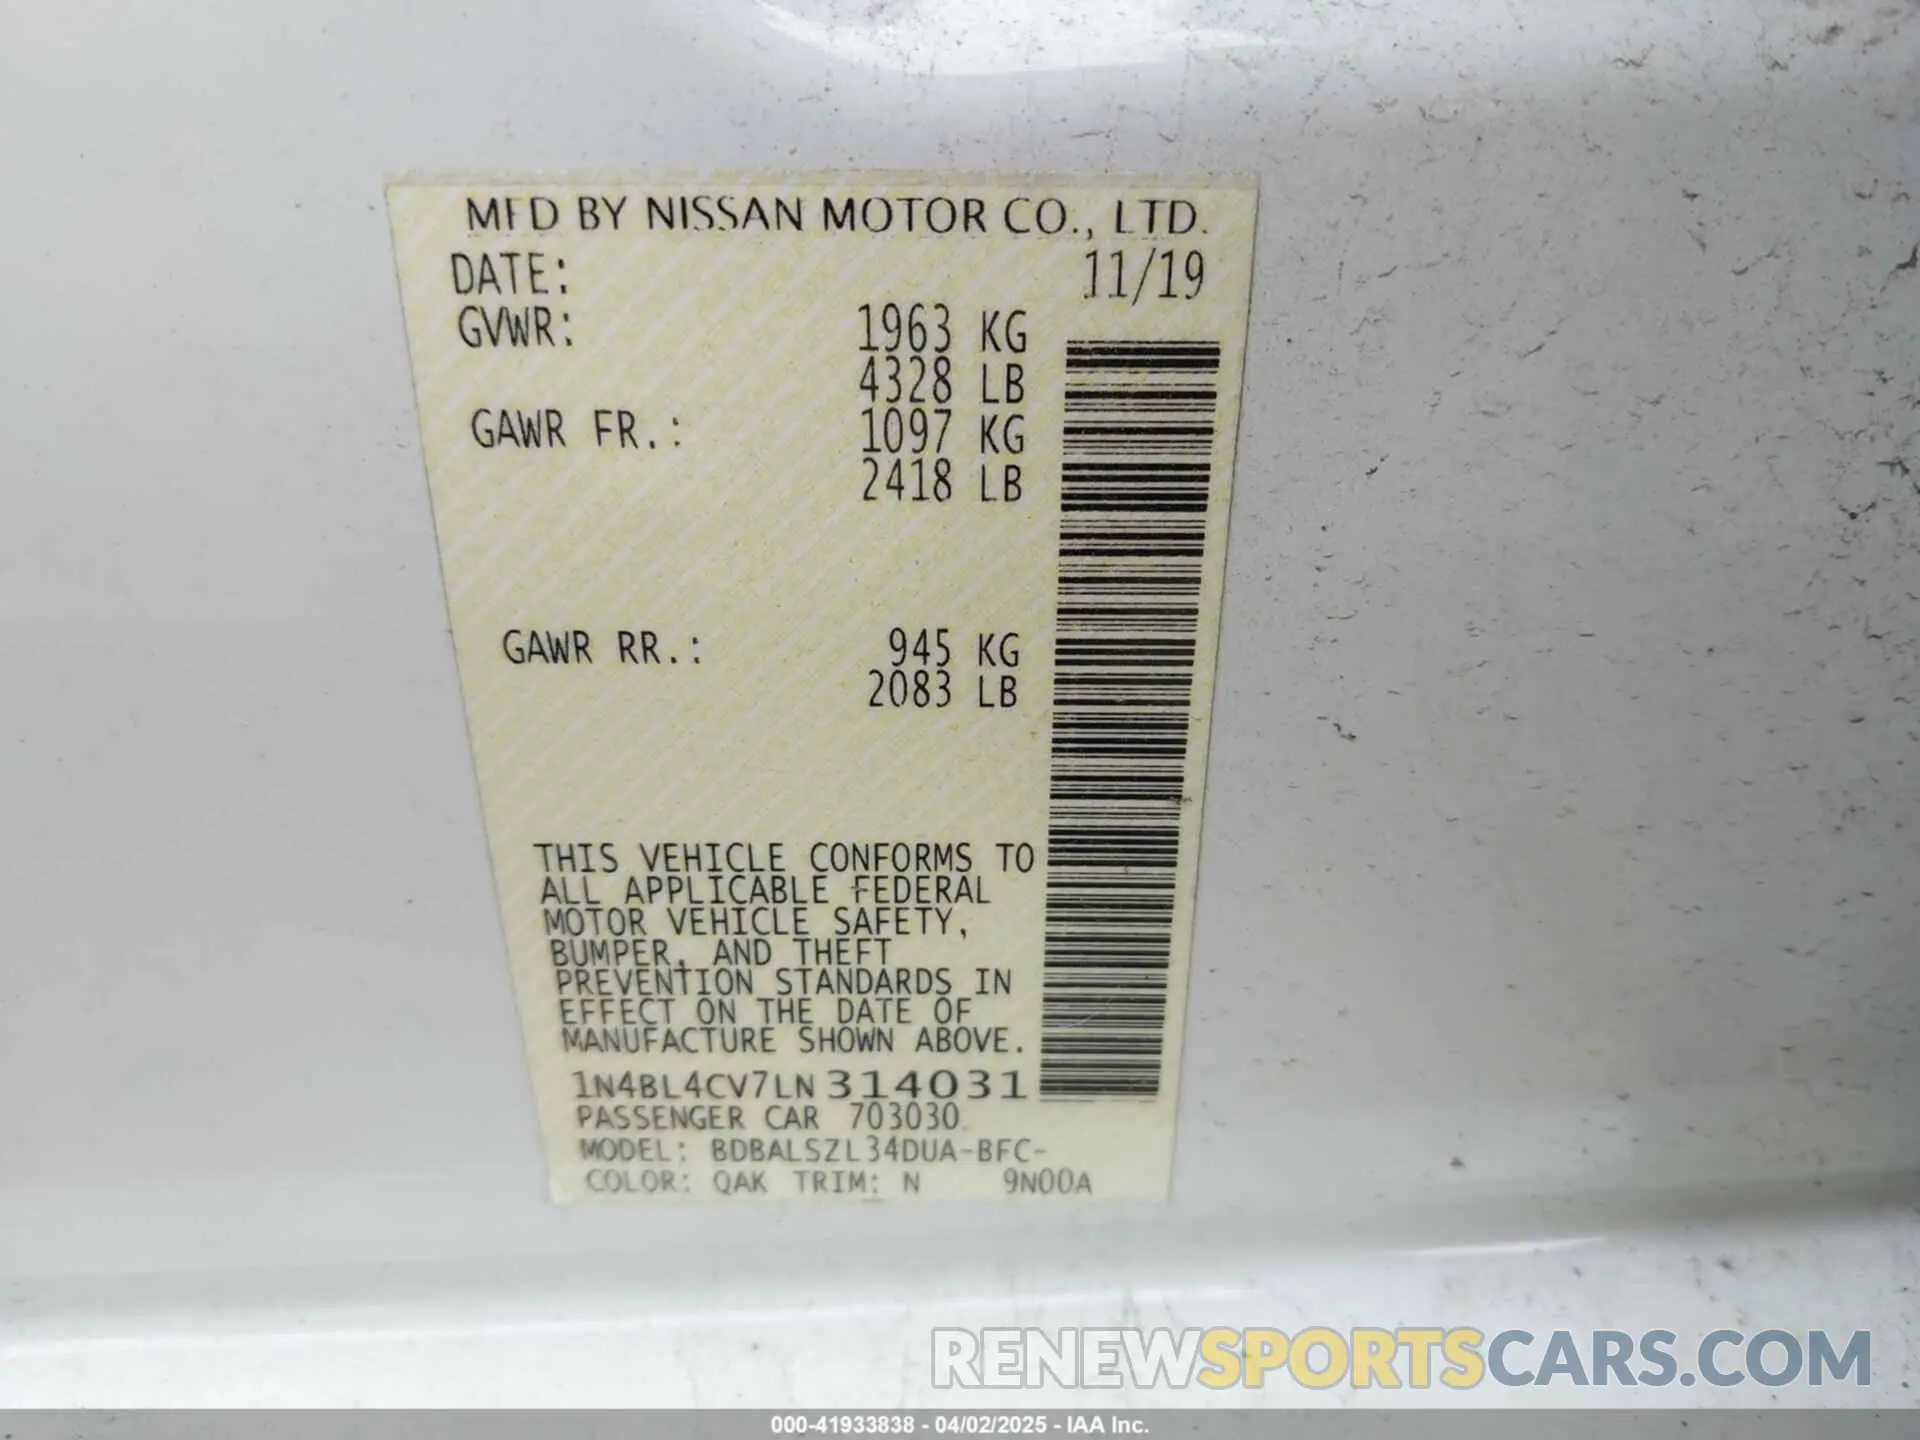 MFD BY NISSAN MOTOR CO., LTD.
DATE: 11/19
GVWR: 1963 KG
4328 LB
GAWR FR.: 1097 KG
2418 LB
GAWR RR.: 945 KG
2083 LB
THIS VEHICLE CONFORMS TO
ALL APPLICABLE FEDERAL
MOTOR VEHICLE SAFETY,
BUMPER, AND THEFT
PREVENTION STANDARDS IN
EFFECT ON THE DATE OF
MANUFACTURE SHOWN ABOVE.
1N4BL4CV7LN314031
PASSENGER CAR 703030
MODEL: BDBALSZL34DUA-BFC-
COLOR: QAK TRIM: N 9N00A
RENEWSPORTSCARS.COM
000-41933838 - 04/02/2025 - IAA Inc.